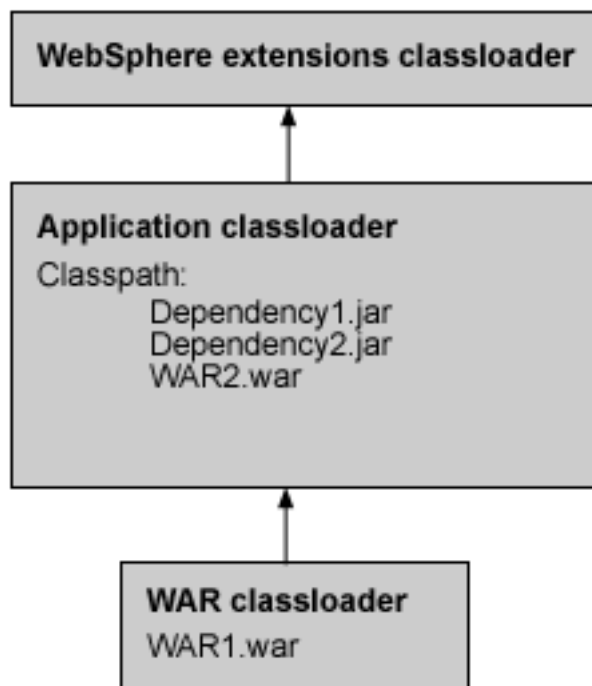 WebSphere extensions classloader
Application classloader
Classpath:
Dependency1.jar
Dependency2.jar
WAR2.war
WAR classloader
WAR1.war